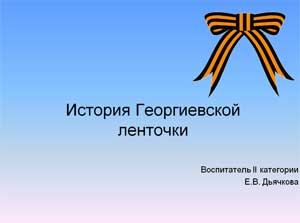 История Георгиевской
ленточки
Воспитатель II категории
Е.В. Дьячкова